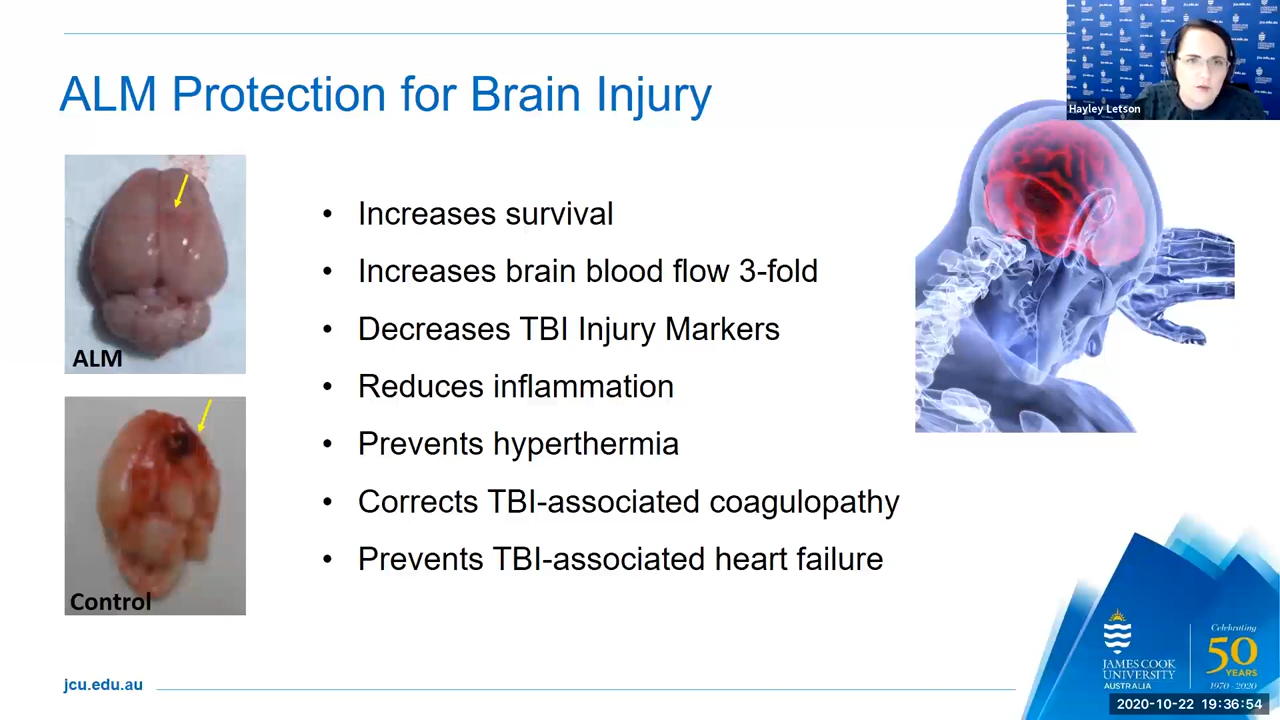 Hayley Letson
ALM Protection for Brain Injury
ALM
Control
• Increases survival
• Increases brain blood flow 3-fold
• Decreases TBI Injury Markers
• Reduces inflammation
• Prevents hyperthermia
• Corrects TBI-associated coagulopathy
• Prevents TBI-associated heart failure
jcu.edu.au
JAMES COOK
UNIVERSITY
AUSTRALIA
Celebrating
50
YEARS
1970 - 2020
2020-10-22 19:36:54